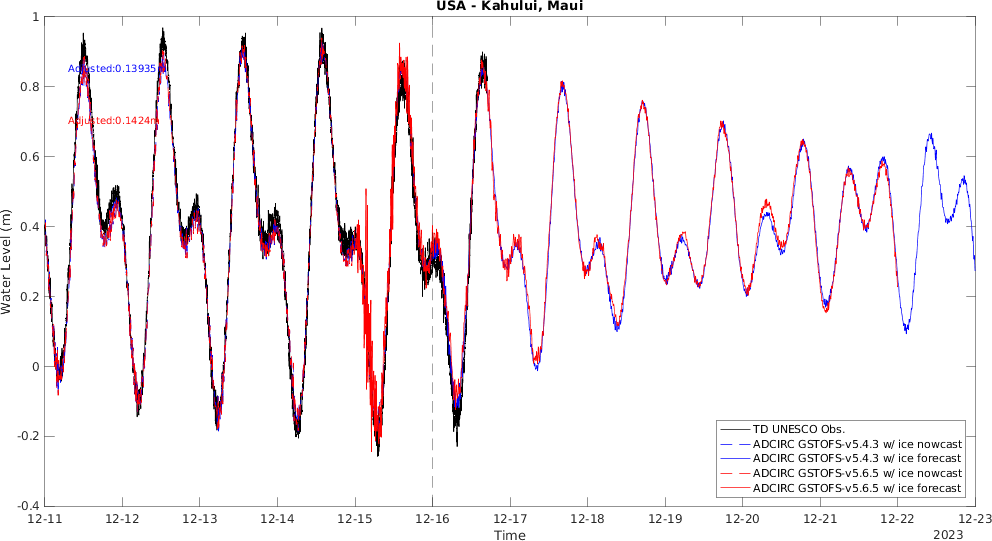 USA - Kahului, Maui
Water Level (m)
1
0.8
0.6
0.4
0.2
0
-0.2
-0.4
Adjusted:0.13935
Adjusted:0.1424m
TD UNESCO Obs.
ADCIRC GSTOFS-v5.4.3 w/ ice nowcast
ADCIRC GSTOFS-v5.4.3 w/ ice forecast
ADCIRC GSTOFS-v5.6.5 w/ ice nowcast
ADCIRC GSTOFS-v5.6.5 w/ ice forecast
12-11 12-12 12-13 12-14 12-15 12-16 12-17 12-18 12-19 12-20 12-21 12-22 12-23
Time
2023